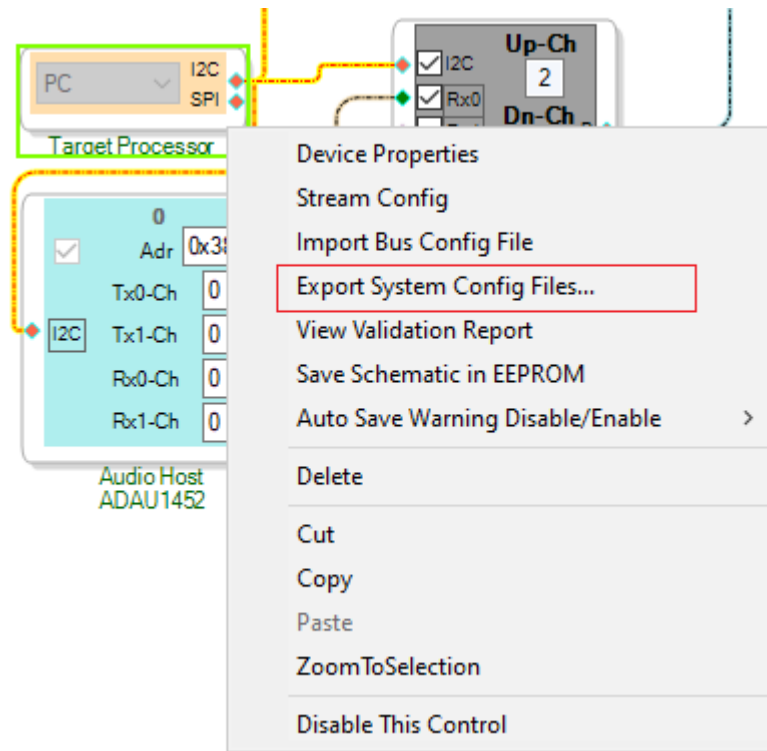 PC
I2C
SPI
Target Processor
I2C
Rx0
Up-Ch
2
Dn-Ch
0
Adr 0x38
Tx0-Ch 0
I2C Tx1-Ch 0
Rx0-Ch 0
Rx1-Ch 0
Audio Host
ADAU1452
Device Properties
Stream Config
Import Bus Config File
Export System Config Files...
View Validation Report
Save Schematic in EEPROM
Auto Save Warning Disable/Enable
Delete
Cut
Copy
Paste
ZoomToSelection
Disable This Control